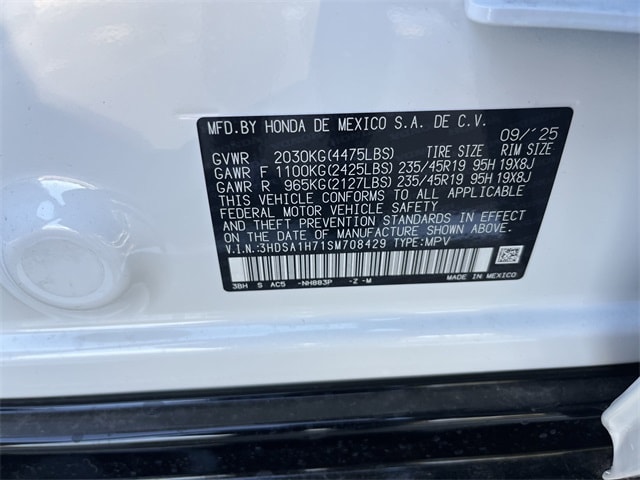 MFD.BY HONDA DE MEXICO S.A. DE C.V.
09/'25
GVWR 2030KG(4475LBS) TIRE SIZE RIM SIZE
GAWR F 1100KG(2425LBS) 235/45R19 95H 19X8J
GAWR R 965KG(2127LBS) 235/45R19 95H 19X8J
THIS VEHICLE CONFORMS TO ALL APPLICABLE
FEDERAL MOTOR VEHICLE SAFETY
AND THEFT PREVENTION STANDARDS IN EFFECT
ON THE DATE OF MANUFACTURE SHOWN ABOVE.
V.I.N.:3HDSA1H71SM708429 TYPE:MPV
3BH S AC5 -NH883P -Z -M MADE IN MEXICO